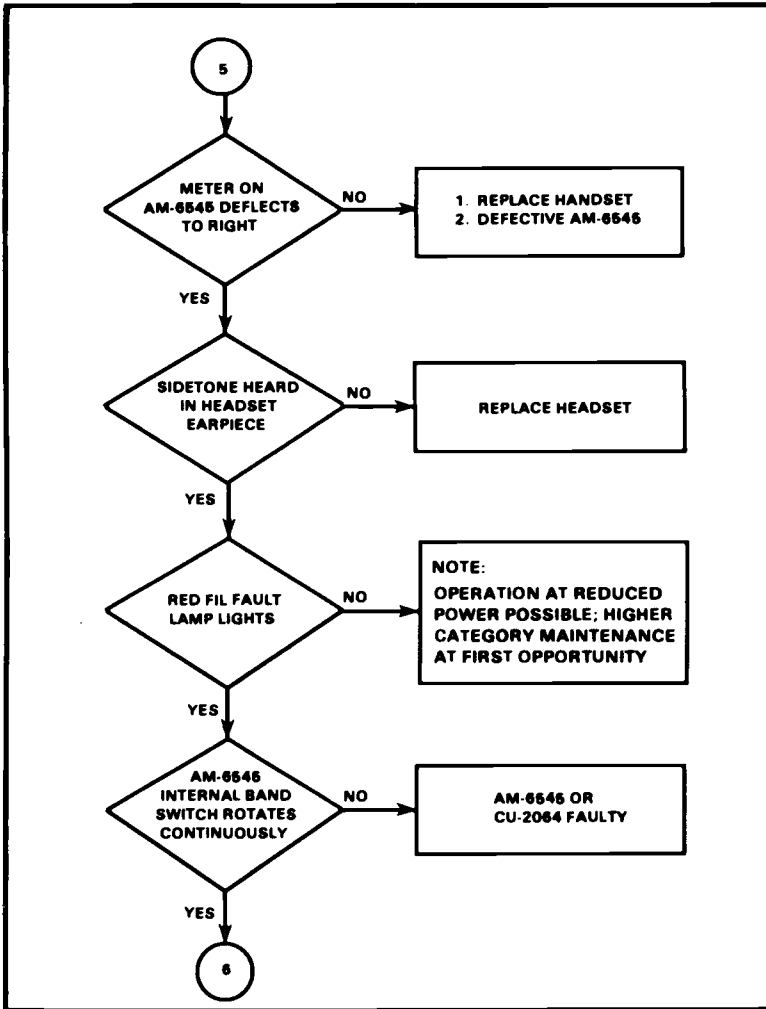 5
METER ON
AM-6545 DEFLECTS
TO RIGHT
NO
1. REPLACE HANDSET
2. DEFECTIVE AM-6545
YES
SIDETONE HEARD
IN HEADSET
EARPIECE
NO
REPLACE HEADSET
YES
RED FIL FAULT
LAMP LIGHTS
NO
NOTE:
OPERATION AT REDUCED
POWER POSSIBLE; HIGHER
CATEGORY MAINTENANCE
AT FIRST OPPORTUNITY
YES
AM-6545
INTERNAL BAND
SWITCH ROTATES
CONTINUOUSLY
NO
AM-6545 OR
CU-2064 FAULTY
YES
6